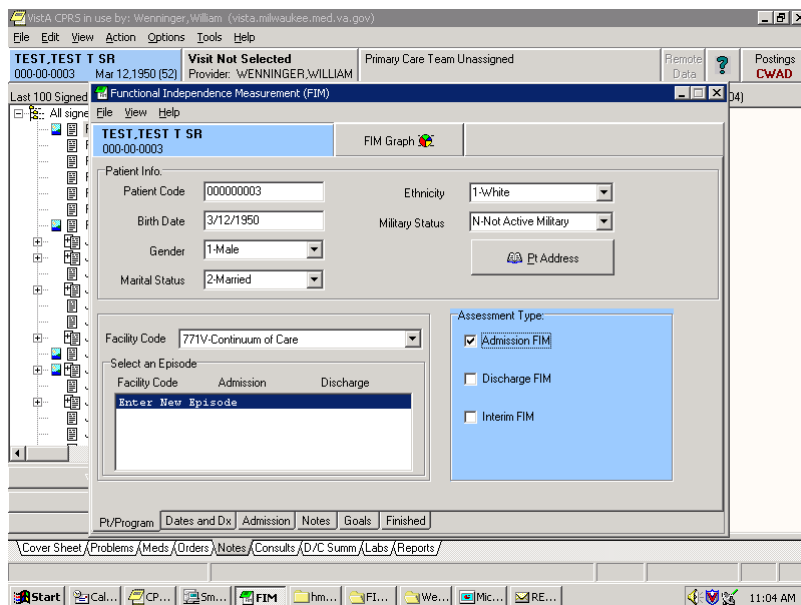 VistA CPRS in use by: Wenninger,William (vista.milwaukee.med.va.gov)
File Edit View Action Options Tools Help
TEST,TEST T SR
000-00-0003 Mar 12,1950 (52)
Visit Not Selected
Provider: WENNINGER,WILLIAM
Primary Care Team Unassigned
Remote Data
?
Postings
CWAD
Last 100 Signed
04)
All signe
Functional Independence Measurement (FIM)
File View Help
TEST,TEST T SR
000-00-0003
FIM Graph
Patient Info.
Patient Code 000000003
Ethnicity 1-White
Birth Date 3/12/1950
Military Status N-Not Active Military
Gender 1-Male
Pt Address
Marital Status 2-Married
Facility Code 771V-Continuum of Care
Select an Episode
Facility Code Admission Discharge
Enter New Episode
Assessment Type:
Admission FIM
Discharge FIM
Interim FIM
Pt/Program Dates and Dx Admission Notes Goals Finished
Cover Sheet Problems Meds Orders Notes Consults D/C Summ Labs Reports
Start Cal... CP... Sm... FIM hm... FI... We... Mic... RE... 11:04 AM